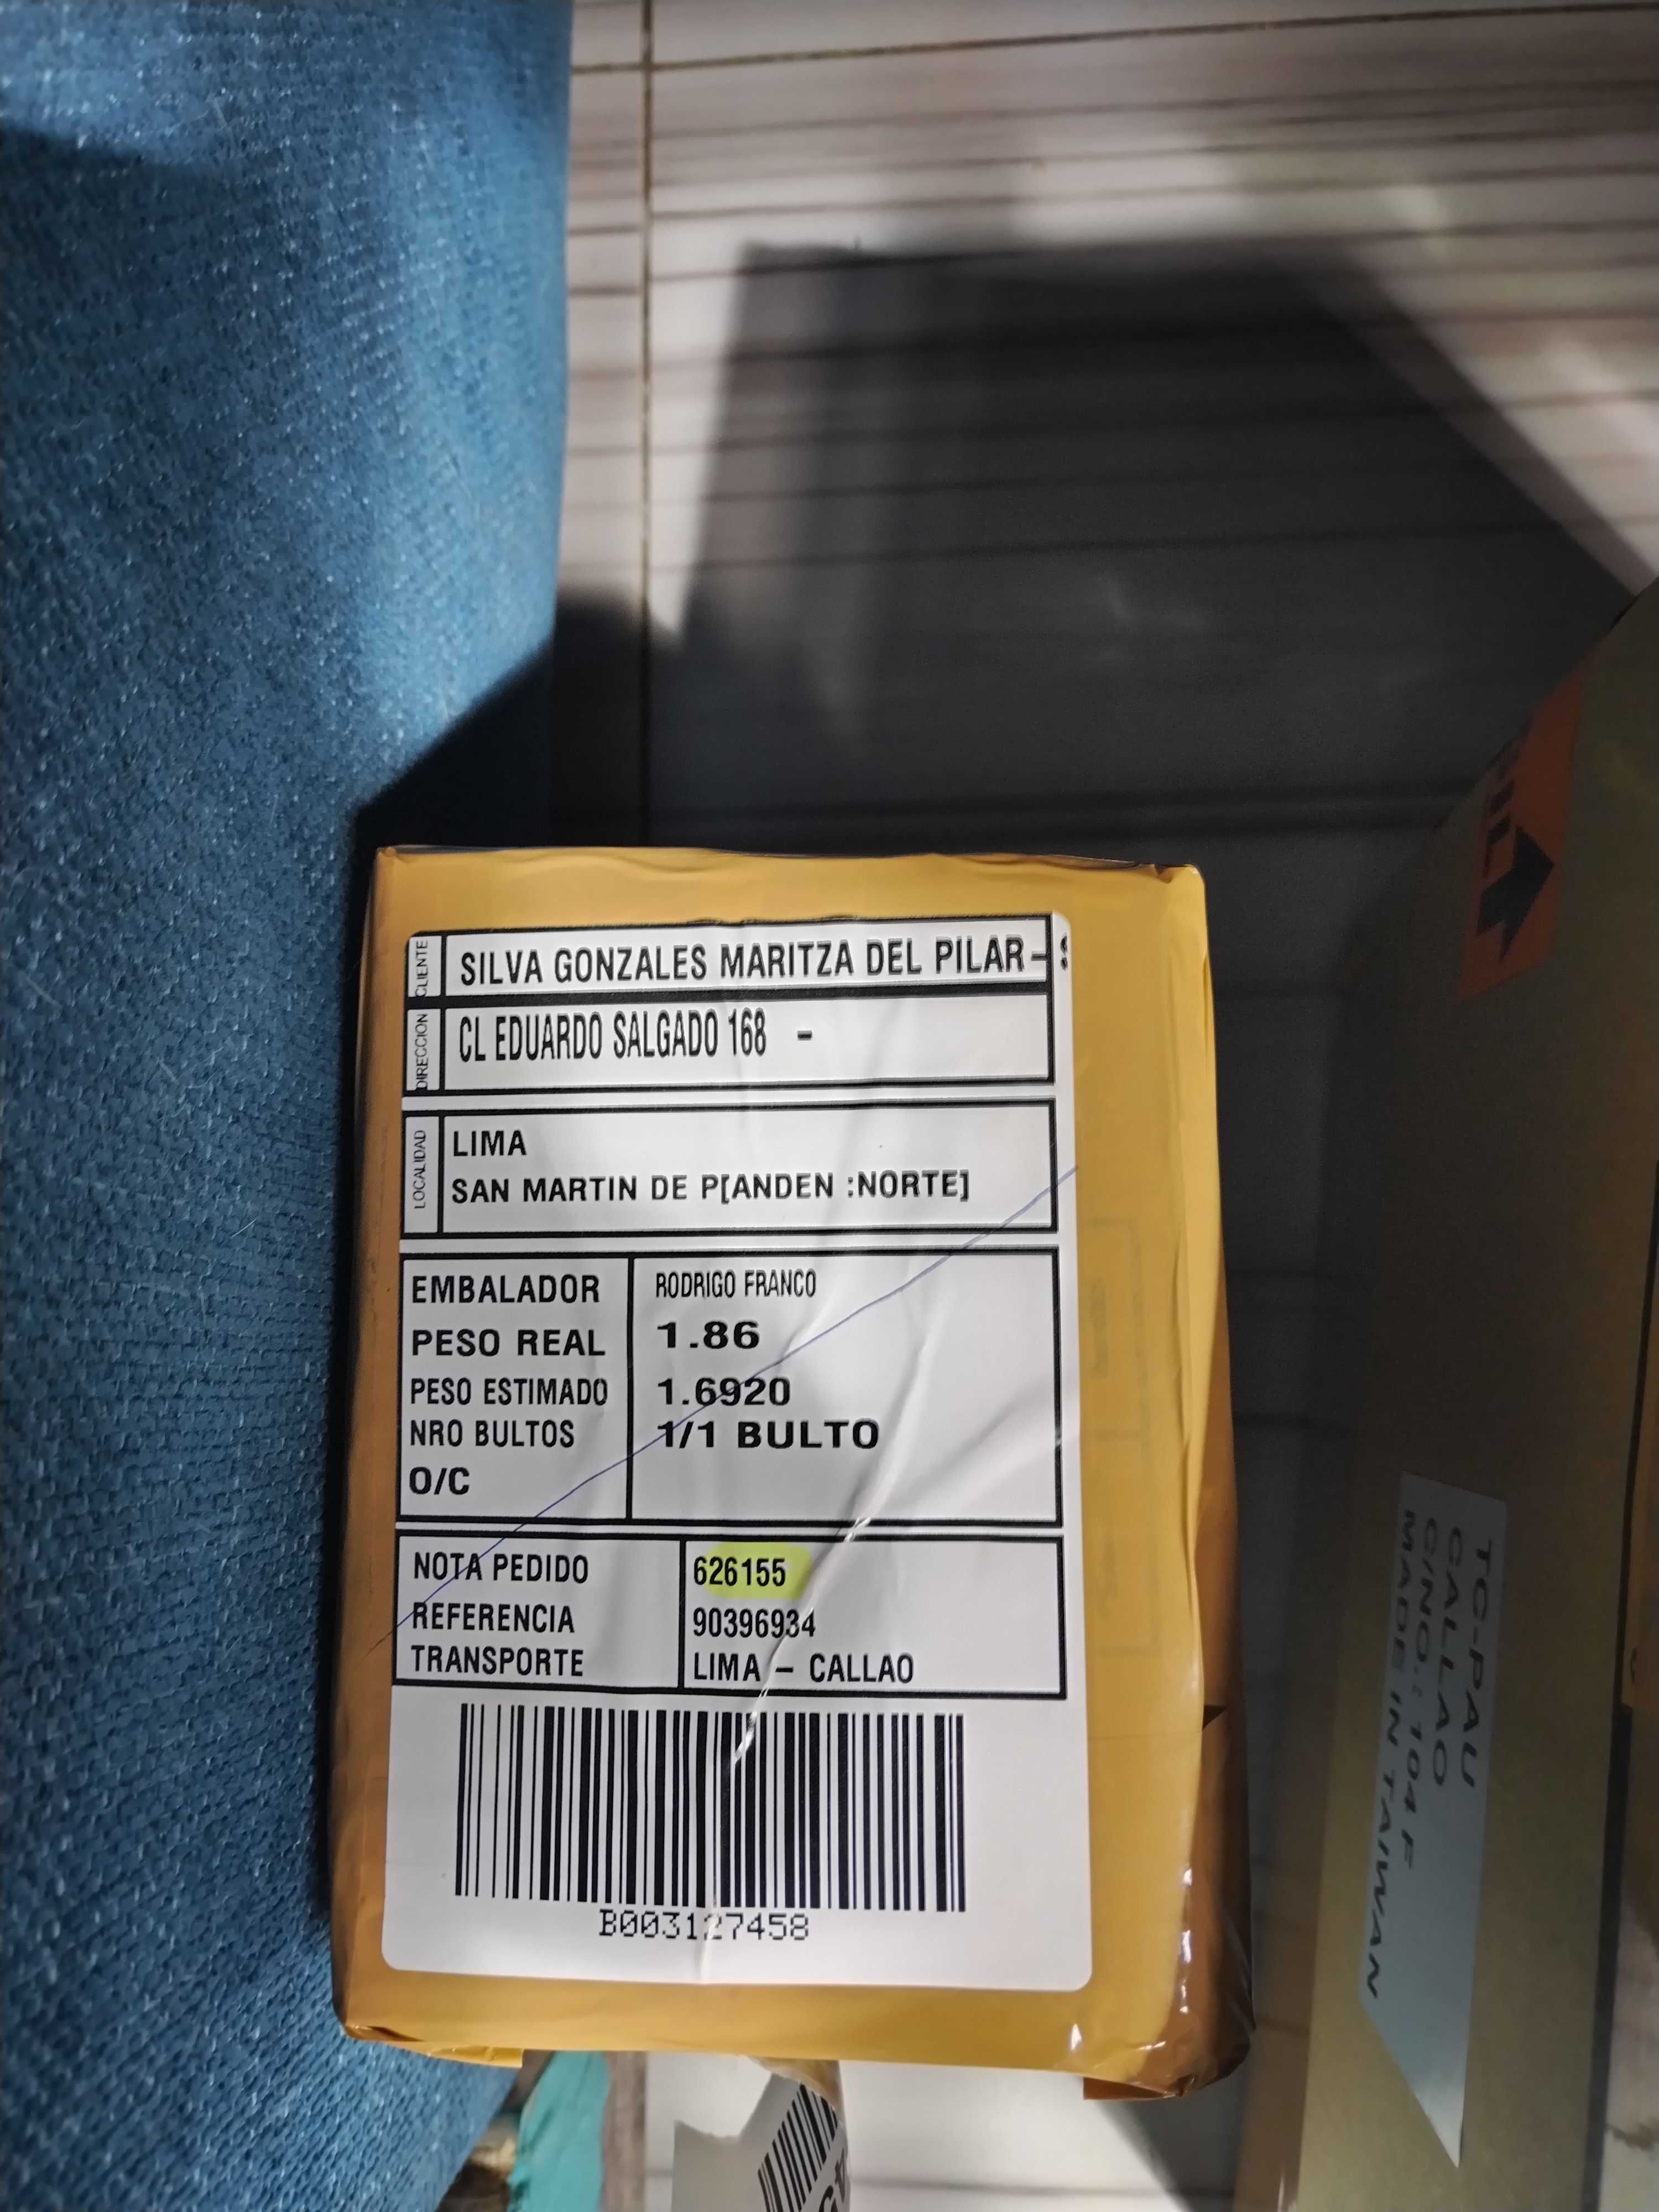 CLIENTE SILVA GONZALES MARITZA DEL PILAR-
DIRECCION CL EDUARDO SALGADO 168 -
LOCALIDAD LIMA
SAN MARTIN DE P[ANDEN :NORTE]
EMBALADOR RODRIGO FRANCO
PESO REAL 1.86
PESO ESTIMADO 1.6920
NRO BULTOS 1/1 BULTO
O/C
NOTA PEDIDO 626155
REFERENCIA 90396934
TRANSPORTE LIMA - CALLAO
B003127458
TC-PAU
CALLAO
C/NO.: 104 F
MADE IN TAIWAN